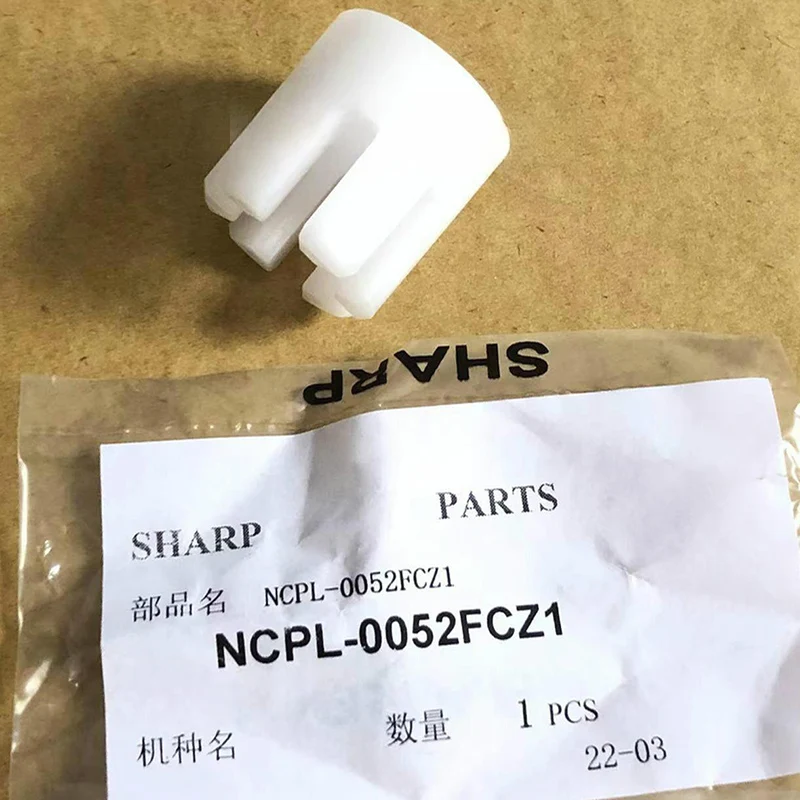 SHARP
SHARP PARTS
部品名 NCPL-0052FCZ1
NCPL-0052FCZ1
机种名 数量 1 PCS
22-03